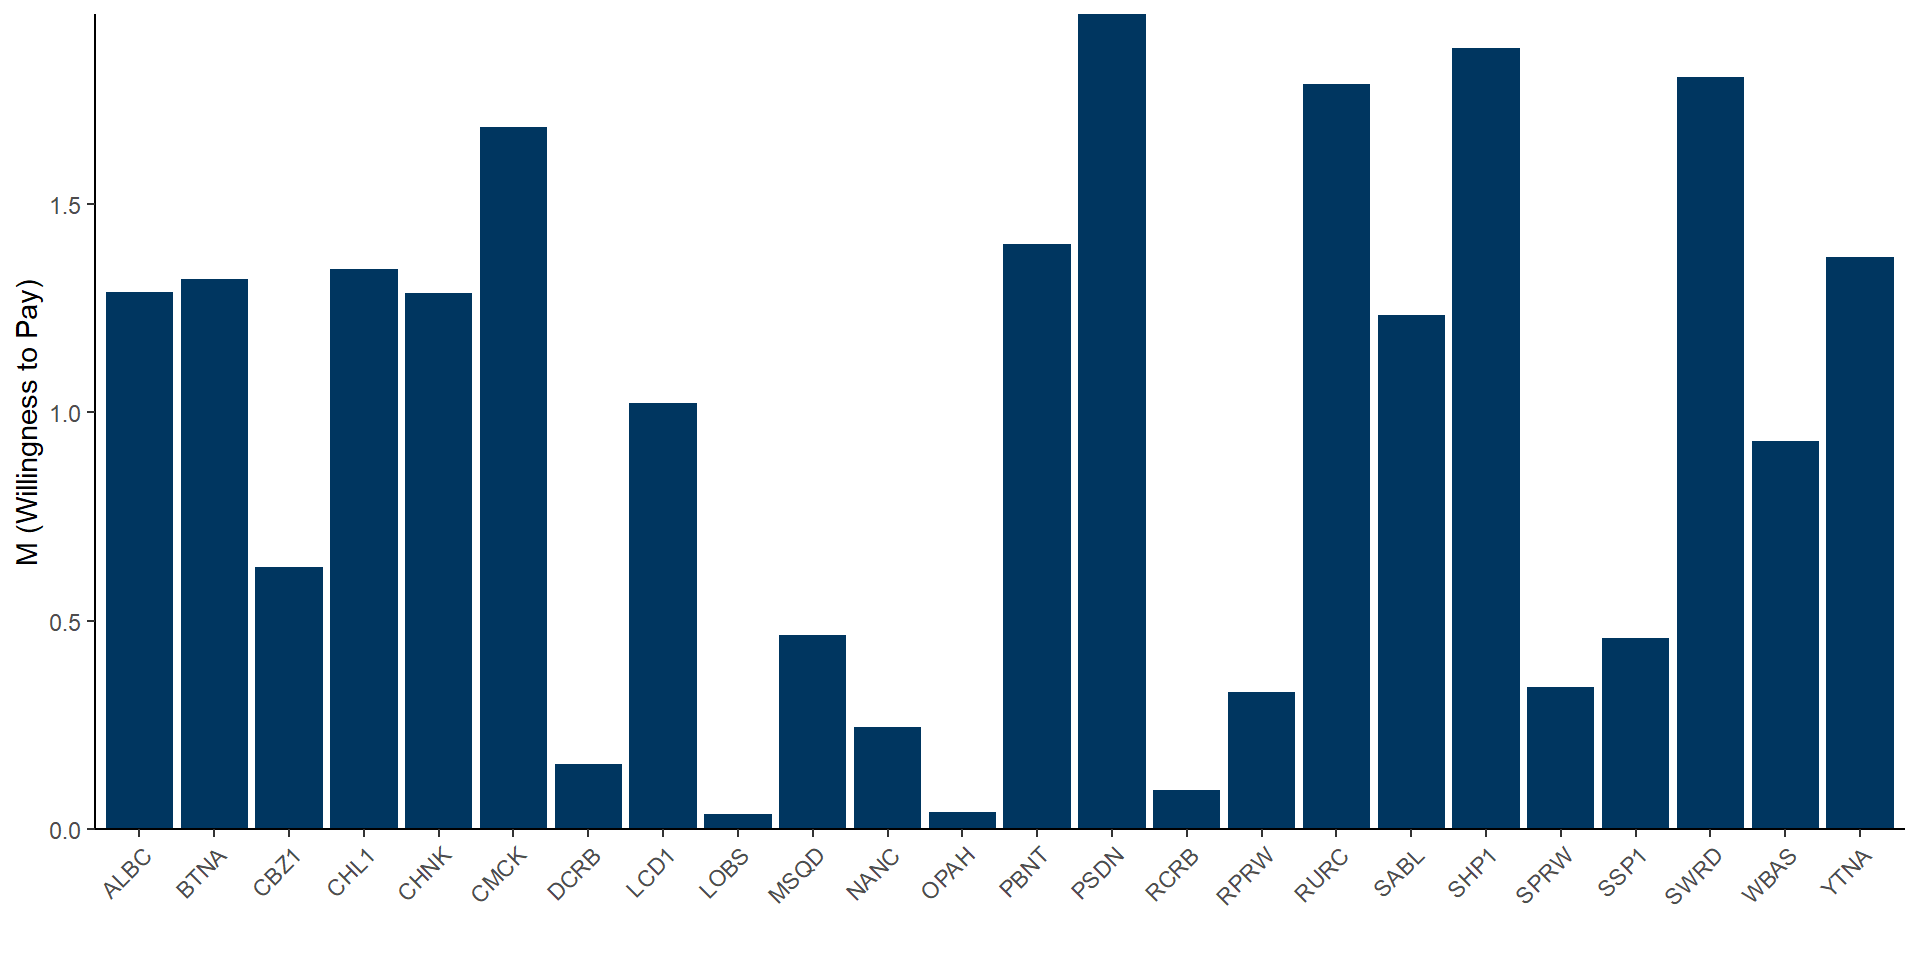 M (Willingness to Pay)
1.5
1.0
0.5
0.0
ALBC
BTNA
CBZ1
CHL1
CHNK
CMCK
DCRB
LCD1
LOBS
MSQD
NANC
OPAH
PBNT
PSDN
RCRB
RPRW
RURC
SABL
SHP1
SPRW
SSP1
SWRD
WBAS
YTNA